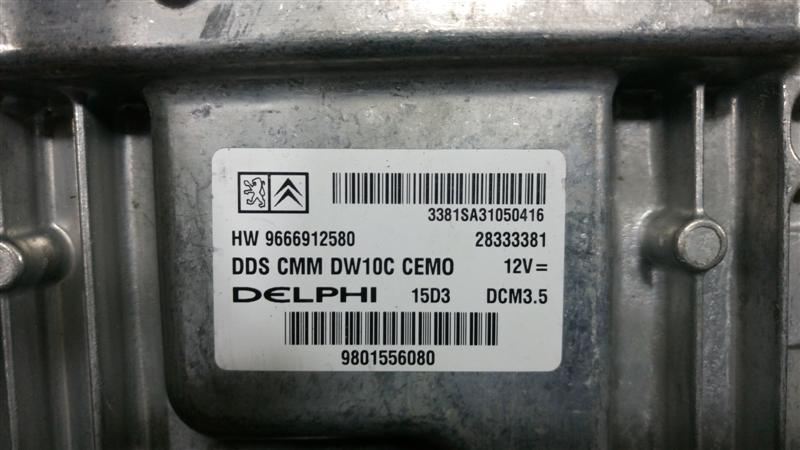 3381SA31050416
HW 9666912580 28333381
DDS CMM DW10C CEMO 12V=
DELPHI 15D3 DCM3.5
9801556080